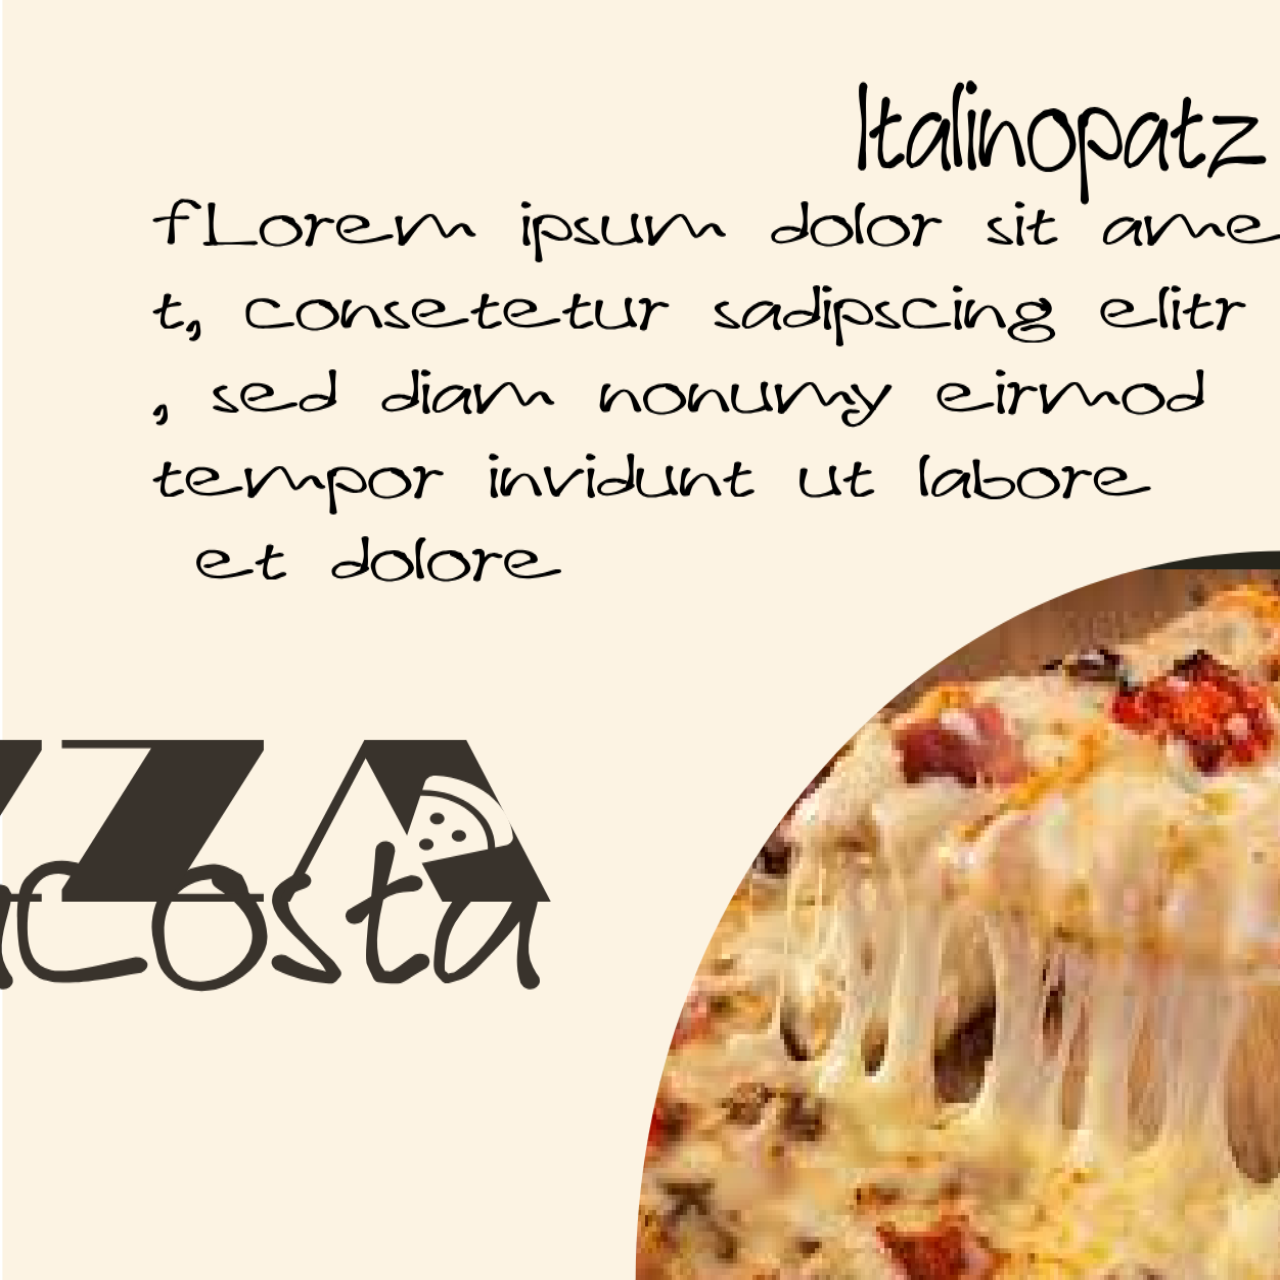 Italinopatz
fLorem ipsum dolor sit ame
t, consetetur sadipscing elitr
, sed diam nonumy eirmod
tempor invidunt ut labore
et dolore
ZZA
costa